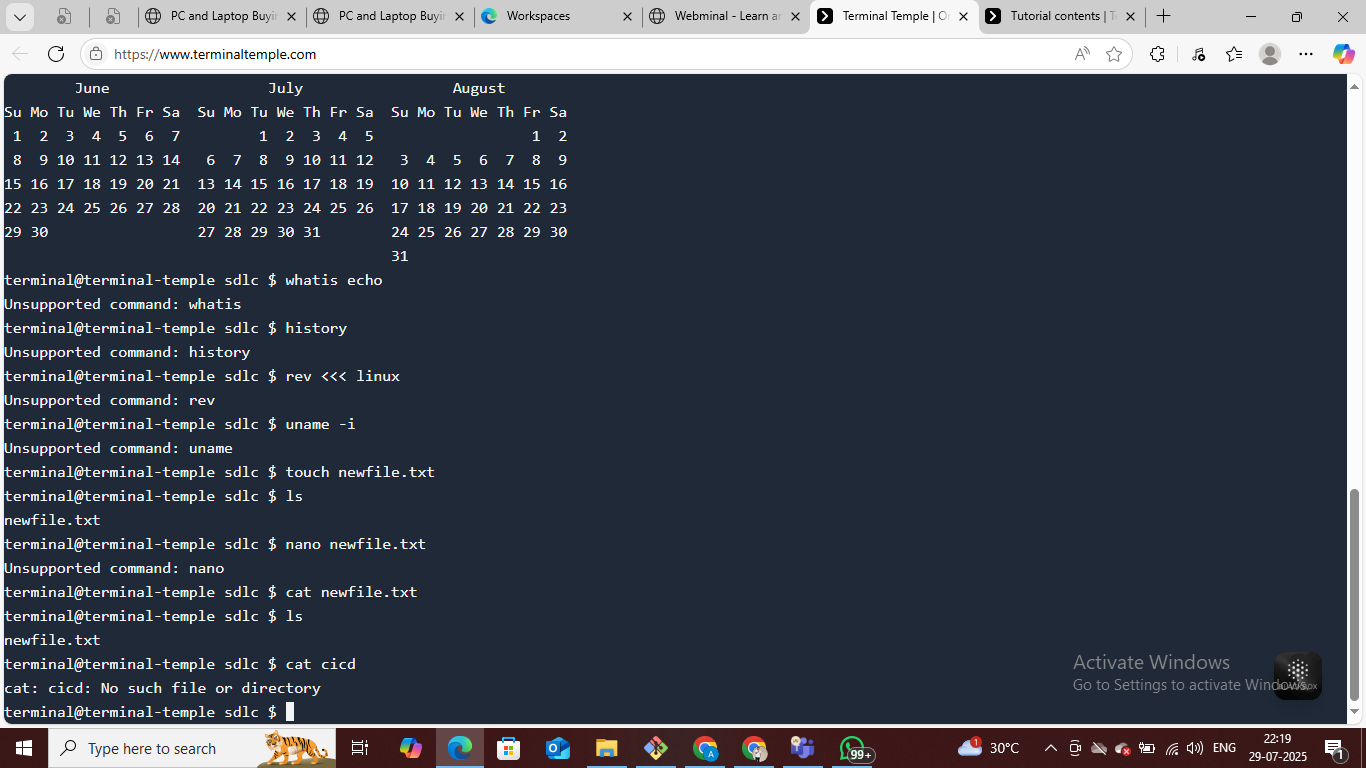 PC and Laptop Buyi
PC and Laptop Buyi
Workspaces
Webminal - Learn ar
Terminal Temple | O
Tutorial contents | T
https://www.terminaltemple.com
June July August
Su Mo Tu We Th Fr Sa Su Mo Tu We Th Fr Sa Su Mo Tu We Th Fr Sa
1 2 3 4 5 6 7 1 2 3 4 5 1 2
8 9 10 11 12 13 14 6 7 8 9 10 11 12 3 4 5 6 7 8 9
15 16 17 18 19 20 21 13 14 15 16 17 18 19 10 11 12 13 14 15 16
22 23 24 25 26 27 28 20 21 22 23 24 25 26 17 18 19 20 21 22 23
29 30 27 28 29 30 31 24 25 26 27 28 29 30
31
terminal@terminal-temple sdlc $ whatis echo
Unsupported command: whatis
terminal@terminal-temple sdlc $ history
Unsupported command: history
terminal@terminal-temple sdlc $ rev <<< linux
Unsupported command: rev
terminal@terminal-temple sdlc $ uname -i
Unsupported command: uname
terminal@terminal-temple sdlc $ touch newfile.txt
terminal@terminal-temple sdlc $ ls
newfile.txt
terminal@terminal-temple sdlc $ nano newfile.txt
Unsupported command: nano
terminal@terminal-temple sdlc $ cat newfile.txt
terminal@terminal-temple sdlc $ ls
newfile.txt
terminal@terminal-temple sdlc $ cat cicd
cat: cicd: No such file or directory
terminal@terminal-temple sdlc $
Activate Windows
Go to Settings to activate Windows.
Type here to search
99+
1
30°C
ENG
22:19
29-07-2025
1